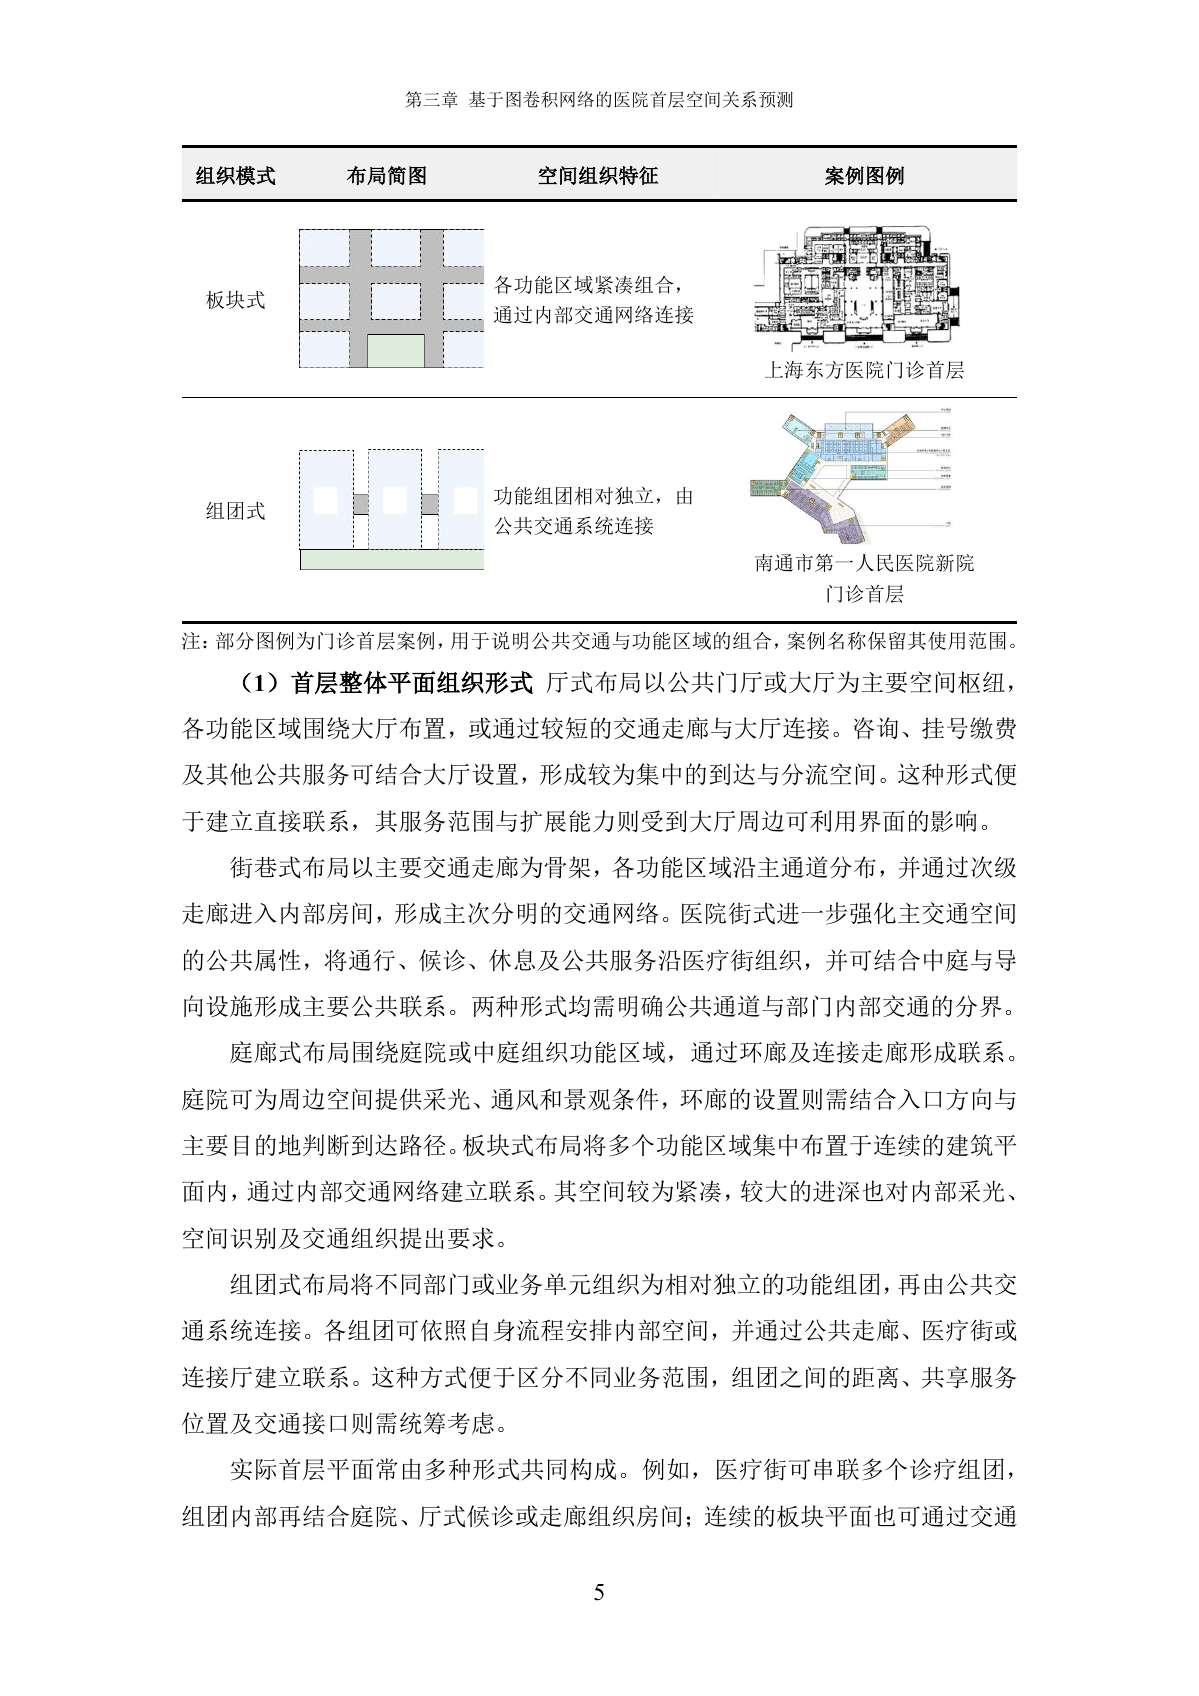 第三章 基于图卷积网络的医院首层空间关系预测
组织模式 布局简图 空间组织特征 案例图例
板块式
各功能区域紧凑组合，
通过内部交通网络连接
上海东方医院门诊首层
组团式
功能组团相对独立，由
公共交通系统连接
南通市第一人民医院新院
门诊首层
注：部分图例为门诊首层案例，用于说明公共交通与功能区域的组合，案例名称保留其使用范围。
（1）首层整体平面组织形式 厅式布局以公共门厅或大厅为主要空间枢纽，
各功能区域围绕大厅布置，或通过较短的交通走廊与大厅连接。咨询、挂号缴费
及其他公共服务可结合大厅设置，形成较为集中的到达与分流空间。这种形式便
于建立直接联系，其服务范围与扩展能力则受到大厅周边可利用界面的影响。
街巷式布局以主要交通走廊为骨架，各功能区域沿主通道分布，并通过次级
走廊进入内部房间，形成主次分明的交通网络。医院街式进一步强化主交通空间
的公共属性，将通行、候诊、休息及公共服务沿医疗街组织，并可结合中庭与导
向设施形成主要公共联系。两种形式均需明确公共通道与部门内部交通的分界。
庭廊式布局围绕庭院或中庭组织功能区域，通过环廊及连接走廊形成联系。
庭院可为周边空间提供采光、通风和景观条件，环廊的设置则需结合入口方向与
主要目的地判断到达路径。板块式布局将多个功能区域集中布置于连续的建筑平
面内，通过内部交通网络建立联系。其空间较为紧凑，较大的进深也对内部采光、
空间识别及交通组织提出要求。
组团式布局将不同部门或业务单元组织为相对独立的功能组团，再由公共交
通系统连接。各组团可依照自身流程安排内部空间，并通过公共走廊、医疗街或
连接厅建立联系。这种方式便于区分不同业务范围，组团之间的距离、共享服务
位置及交通接口则需统筹考虑。
实际首层平面常由多种形式共同构成。例如，医疗街可串联多个诊疗组团，
组团内部再结合庭院、厅式候诊或走廊组织房间；连续的板块平面也可通过交通
5